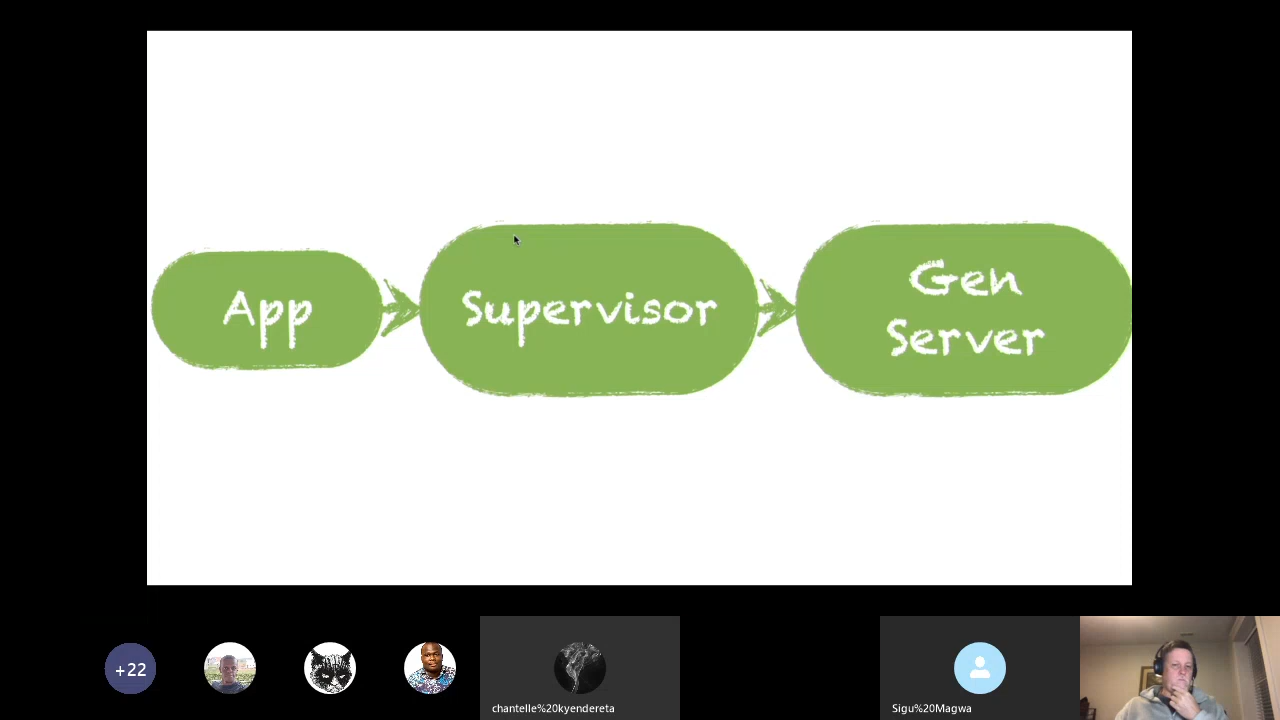 App
Supervisor
Gen
Server
+22
chantelle%20kyendereta
Sigu%20Magwa